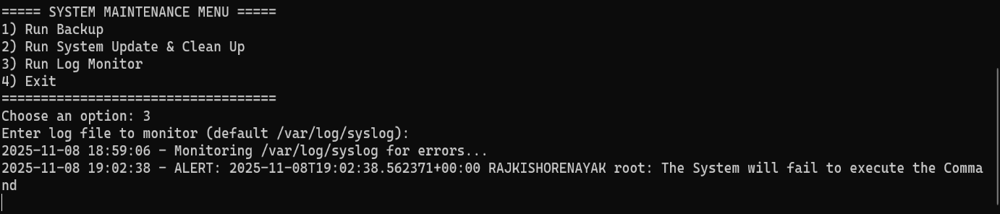 ===== SYSTEM MAINTENANCE MENU =====
1) Run Backup
2) Run System Update & Clean Up
3) Run Log Monitor
4) Exit
===================================
Choose an option: 3
Enter log file to monitor (default /var/log/syslog):
2025-11-08 18:59:06 - Monitoring /var/log/syslog for errors...
2025-11-08 19:02:38 - ALERT: 2025-11-08T19:02:38.562371+00:00 RAJKISHORENAYAK root: The System will fail to execute the Comma
nd